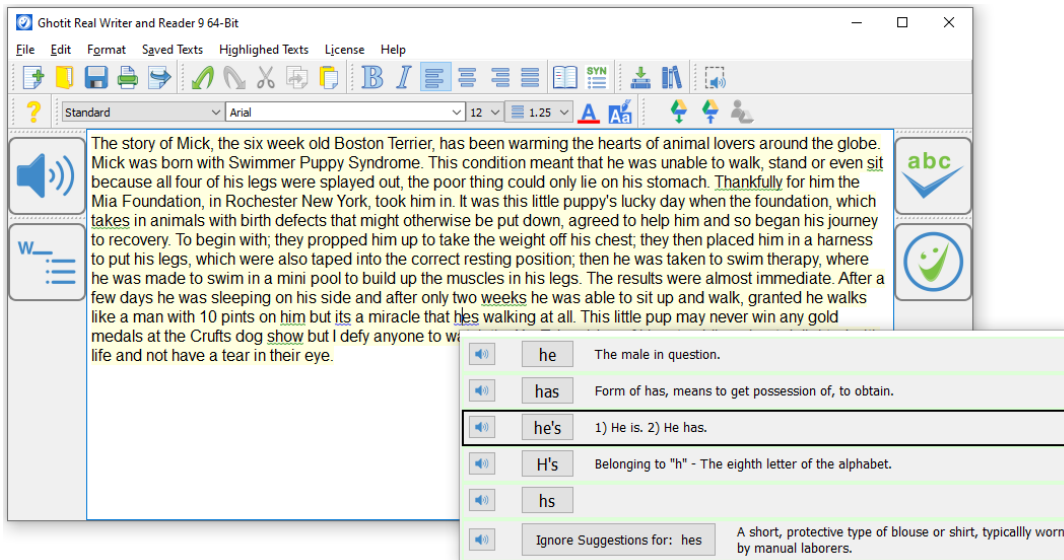 Ghotit Real Writer and Reader 9 64-Bit
File Edit Format Saved Texts Highlighed Texts License Help
B I SYN
? Standard Arial 12 1.25 A Aa
The story of Mick, the six week old Boston Terrier, has been warming the hearts of animal lovers around the globe.
Mick was born with Swimmer Puppy Syndrome. This condition meant that he was unable to walk, stand or even sit
because all four of his legs were splayed out, the poor thing could only lie on his stomach. Thankfully for him the
Mia Foundation, in Rochester New York, took him in. It was this little puppy's lucky day when the foundation, which
takes in animals with birth defects that might otherwise be put down, agreed to help him and so began his journey
to recovery. To begin with; they propped him up to take the weight off his chest; they then placed him in a harness
to put his legs, which were also taped into the correct resting position; then he was taken to swim therapy, where
he was made to swim in a mini pool to build up the muscles in his legs. The results were almost immediate. After a
few days he was sleeping on his side and after only two weeks he was able to sit up and walk, granted he walks
like a man with 10 pints on him but its a miracle that hes walking at all. This little pup may never win any gold
medals at the Crufts dog show but I defy anyone to
life and not have a tear in their eye.
abc
W
he The male in question.
has Form of has, means to get possession of, to obtain.
he's 1) He is. 2) He has.
H's Belonging to "h" - The eighth letter of the alphabet.
hs
Ignore Suggestions for: hes A short, protective type of blouse or shirt, typicallly worn
by manual laborers.